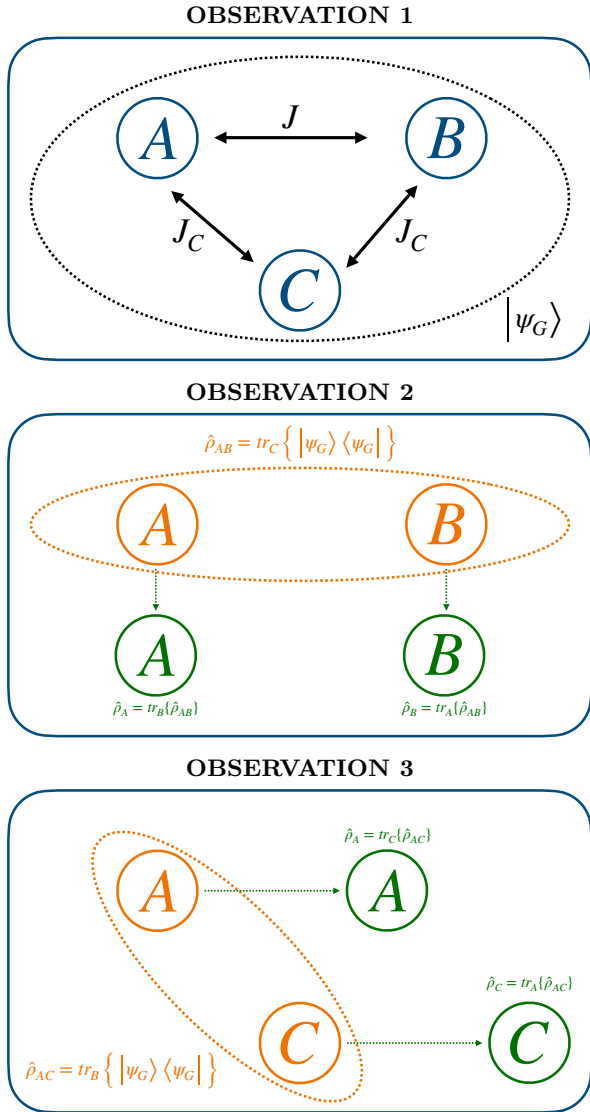 OBSERVATION 1
A J B
J_C J_C
C
|ψ_G⟩
OBSERVATION 2
ρ̂_AB = tr_C { |ψ_G⟩ ⟨ψ_G| }
A B
A B
ρ̂_A = tr_B{ρ̂_AB} ρ̂_B = tr_A{ρ̂_AB}
OBSERVATION 3
ρ̂_A = tr_C{ρ̂_AC}
A A
ρ̂_C = tr_A{ρ̂_AC}
C C
ρ̂_AC = tr_B { |ψ_G⟩ ⟨ψ_G| }